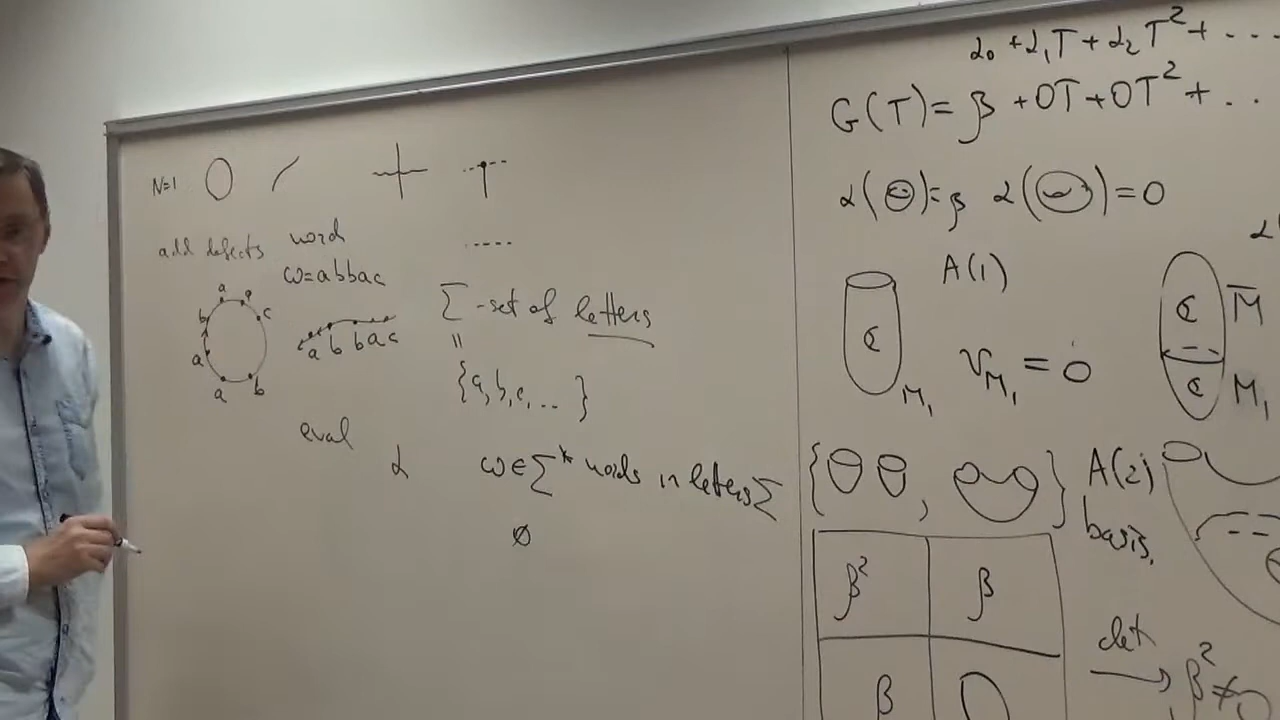 N=1
add defects word
ω=abbac
a
b
c
a
a
b
a b b a c
Σ - set of letters
=
{a, b, c, ...}
eval
α
ω∈Σ* words in letters Σ
∅
α₀ + α₁T + α₂T² + ...
G(T) = β + 0T + 0T² + ...
α( )=β α( )=0
A(1)
M₁
V_M₁ = 0
M̄
M₁
{ , } A(2)
basis.
β² β
β 0
det
→ β² ≠ 0